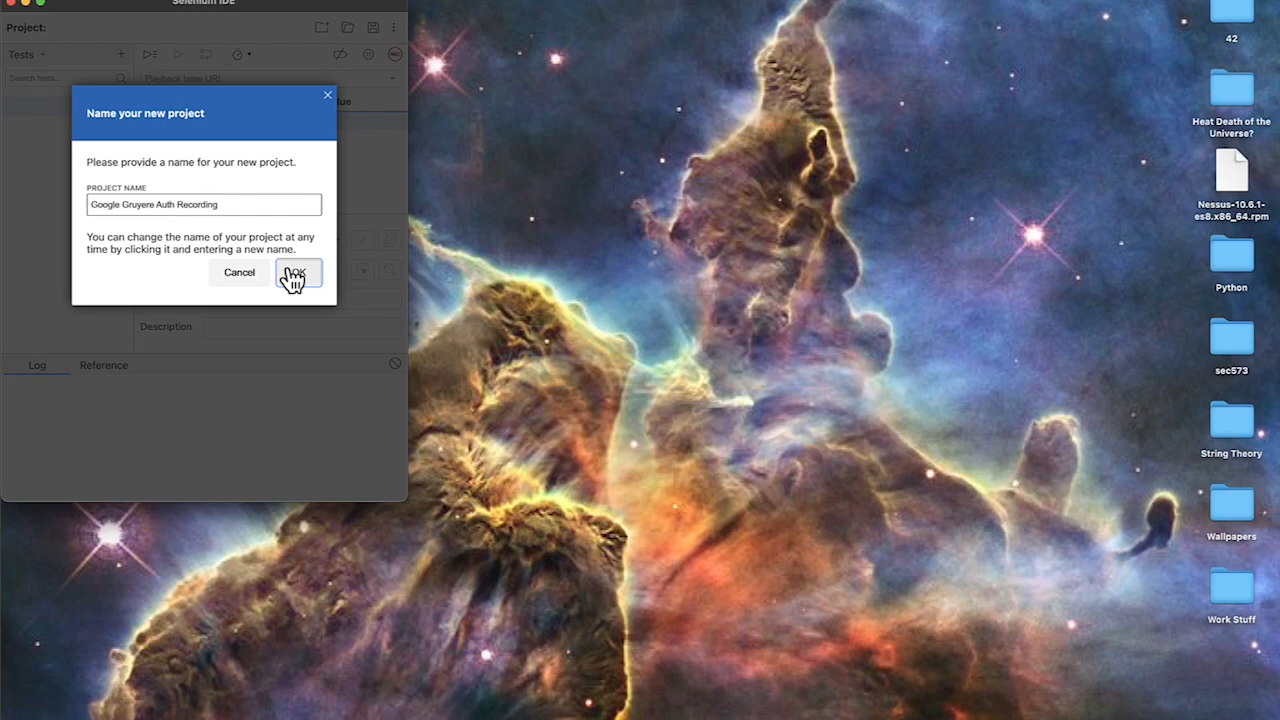 Selenium IDE
Project:
Tests
Search tests...
Playback base URL
lue
Name your new project
Please provide a name for your new project.
PROJECT NAME
Google Gruyere Auth Recording
You can change the name of your project at any
time by clicking it and entering a new name.
Cancel
OK
Description
Log
Reference
42
Heat Death of the
Universe?
Nessus-10.6.1-
es8.x86_64.rpm
Python
sec573
String Theory
Wallpapers
Work Stuff